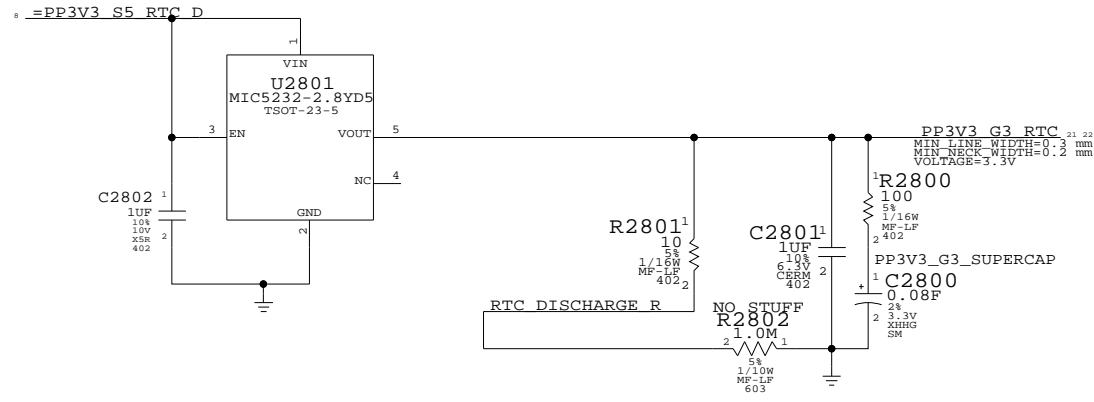 8 =PP3V3_S5_RTC_D
1
VIN
U2801
MIC5232-2.8YD5
TSOT-23-5
3 EN
VOUT 5
NC 4
GND
2
C2802 1
1UF
10%
10V
X5R
402
2
PP3V3_G3_RTC 21 22
MIN_LINE_WIDTH=0.3 mm
MIN_NECK_WIDTH=0.2 mm
VOLTAGE=3.3V
1
R2800
100
5%
1/16W
MF-LF
402
2
R2801 1
10
5%
1/16W
MF-LF
402 2
C2801 1
1UF
10%
6.3V
CERM
402
2
PP3V3_G3_SUPERCAP
1
+
C2800
0.08F
2%
3.3V
XHHG
SM
2
RTC_DISCHARGE_R
NO STUFF
R2802
1.0M
2 1
5%
1/10W
MF-LF
603